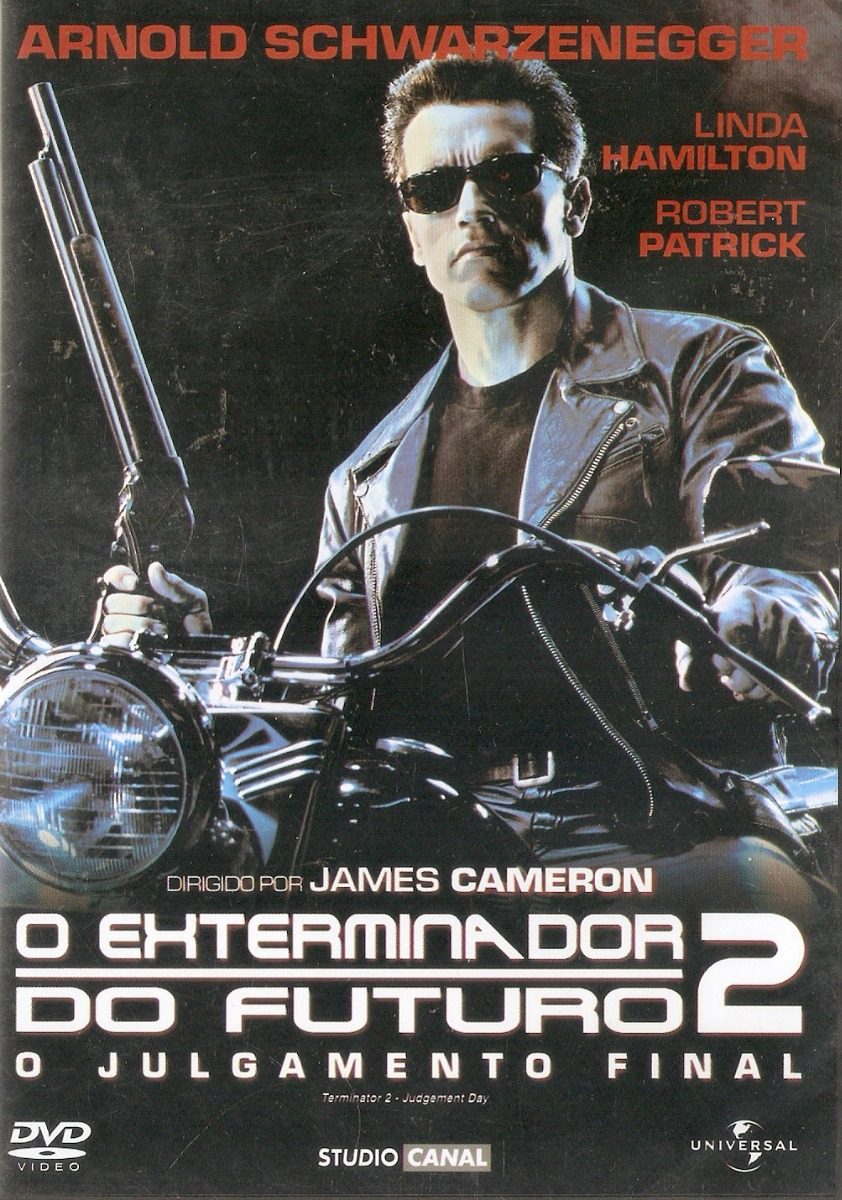 ARNOLD SCHWARZENEGGER
LINDA
HAMILTON
ROBERT
PATRICK
DIRIGIDO POR JAMES CAMERON
O EXTERMINADOR
DO FUTURO 2
O JULGAMENTO FINAL
Terminator 2 - Judgement Day
DVD
VIDEO
STUDIO CANAL
UNIVERSAL